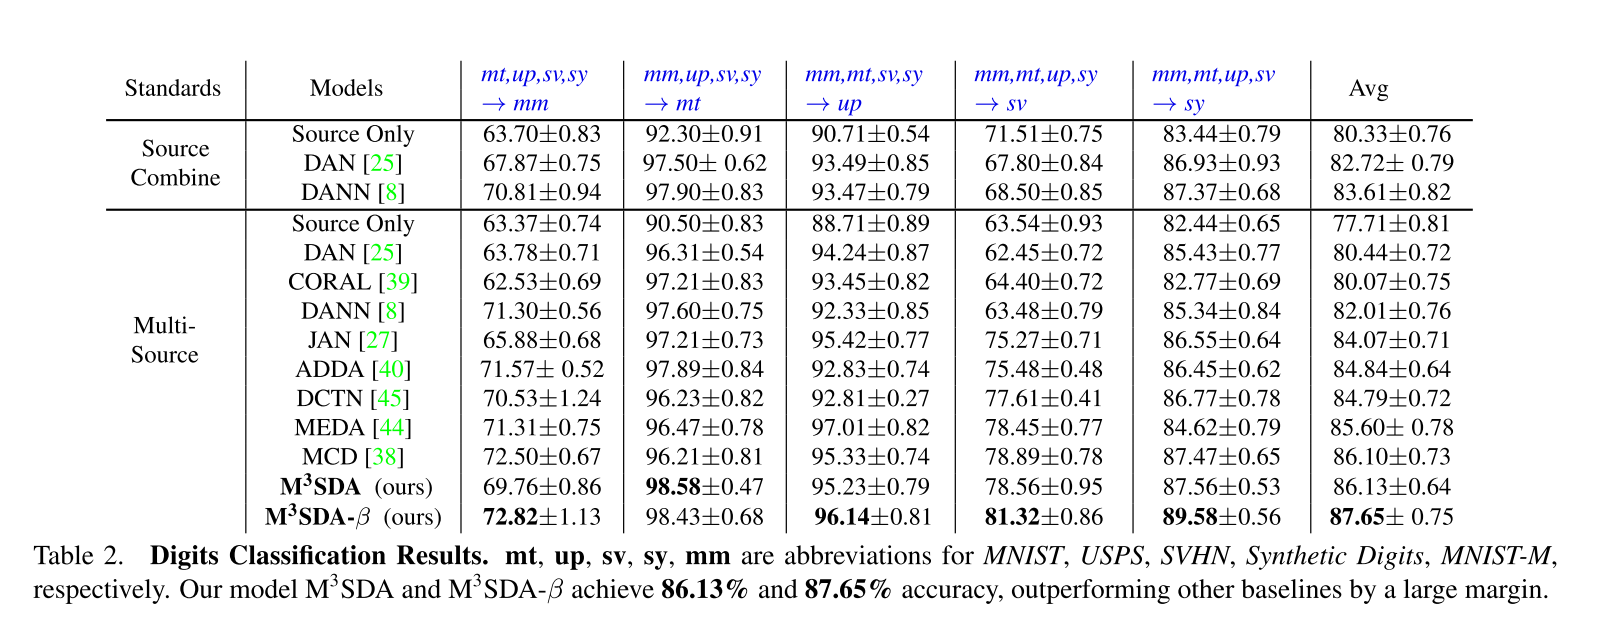 Standards Models mt,up,sv,sy → mm mm,up,sv,sy → mt mm,mt,sv,sy → up mm,mt,up,sy → sv mm,mt,up,sv → sy Avg
Source Combine
Source Only 63.70±0.83 92.30±0.91 90.71±0.54 71.51±0.75 83.44±0.79 80.33±0.76
DAN [25] 67.87±0.75 97.50± 0.62 93.49±0.85 67.80±0.84 86.93±0.93 82.72± 0.79
DANN [8] 70.81±0.94 97.90±0.83 93.47±0.79 68.50±0.85 87.37±0.68 83.61±0.82
Multi-Source
Source Only 63.37±0.74 90.50±0.83 88.71±0.89 63.54±0.93 82.44±0.65 77.71±0.81
DAN [25] 63.78±0.71 96.31±0.54 94.24±0.87 62.45±0.72 85.43±0.77 80.44±0.72
CORAL [39] 62.53±0.69 97.21±0.83 93.45±0.82 64.40±0.72 82.77±0.69 80.07±0.75
DANN [8] 71.30±0.56 97.60±0.75 92.33±0.85 63.48±0.79 85.34±0.84 82.01±0.76
JAN [27] 65.88±0.68 97.21±0.73 95.42±0.77 75.27±0.71 86.55±0.64 84.07±0.71
ADDA [40] 71.57± 0.52 97.89±0.84 92.83±0.74 75.48±0.48 86.45±0.62 84.84±0.64
DCTN [45] 70.53±1.24 96.23±0.82 92.81±0.27 77.61±0.41 86.77±0.78 84.79±0.72
MEDA [44] 71.31±0.75 96.47±0.78 97.01±0.82 78.45±0.77 84.62±0.79 85.60± 0.78
MCD [38] 72.50±0.67 96.21±0.81 95.33±0.74 78.89±0.78 87.47±0.65 86.10±0.73
M³SDA (ours) 69.76±0.86 98.58±0.47 95.23±0.79 78.56±0.95 87.56±0.53 86.13±0.64
M³SDA-β (ours) 72.82±1.13 98.43±0.68 96.14±0.81 81.32±0.86 89.58±0.56 87.65± 0.75
Table 2. Digits Classification Results. mt, up, sv, sy, mm are abbreviations for MNIST, USPS, SVHN, Synthetic Digits, MNIST-M,
respectively. Our model M³SDA and M³SDA-β achieve 86.13% and 87.65% accuracy, outperforming other baselines by a large margin.